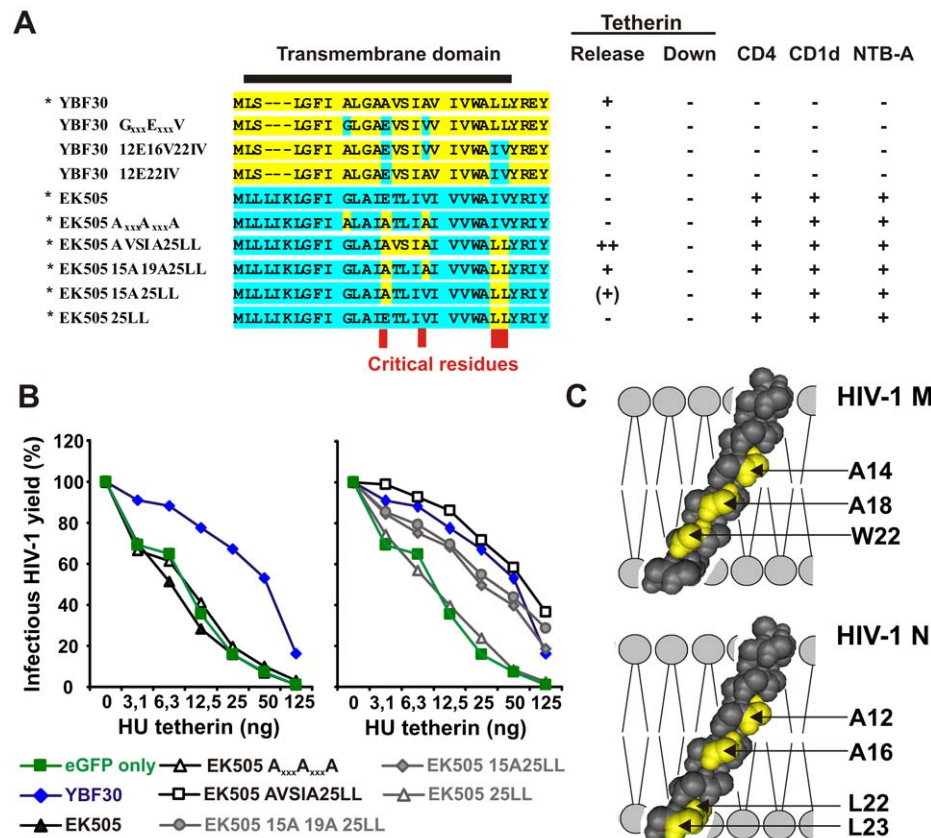 A
Tetherin
Transmembrane domain Release Down CD4 CD1d NTB-A
* YBF30 MLS---LGFI ALGAAVSIAV IVWALLYREY + - - - -
YBF30 GxxxExxxV MLS---LGFI GLGAEVSIVV IVWALLYREY - - - - -
YBF30 12E16V22IV MLS---LGFI ALGAEVSIVV IVWAIVYREY - - - - -
YBF30 12E22IV MLS---LGFI ALGAEVSIAV IVWAIVYREY - - - - -
* EK505 MLLLIKLGFI GLAIETLIVI VVWAIVYRIY - - + + +
* EK505 AxxxAxxxA MLLLIKLGFI ALAIATLIAI VVWAIVYRIY - - + + +
* EK505 AVSIA25LL MLLLIKLGFI GLAIAVSIAI VVWALLYRIY ++ - + + +
* EK505 15A19A25LL MLLLIKLGFI GLAIATLIAI VVWALLYRIY + - + + +
* EK505 15A25LL MLLLIKLGFI GLAIATLIVI VVWALLYRIY (+) - + + +
* EK505 25LL MLLLIKLGFI GLAIETLIVI VVWALLYRIY - - + + +
Critical residues
B
Infectious HIV-1 yield (%)
120
100
80
60
40
20
0
0 3,1 6,3 12,5 25 50 125
HU tetherin (ng)
0 3,1 6,3 12,5 25 50 125
HU tetherin (ng)
eGFP only
YBF30
EK505
EK505 AxxxAxxxA
EK505 AVSIA25LL
EK505 15A 19A 25LL
EK505 15A25LL
EK505 25LL
C
HIV-1 M
A14
A18
W22
HIV-1 N
A12
A16
L22
L23